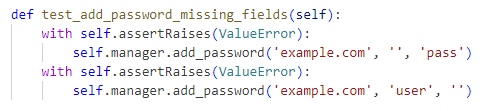 def test_add_password_missing_fields(self):
    with self.assertRaises(ValueError):
        self.manager.add_password('example.com', '', 'pass')
    with self.assertRaises(ValueError):
        self.manager.add_password('example.com', 'user', '')